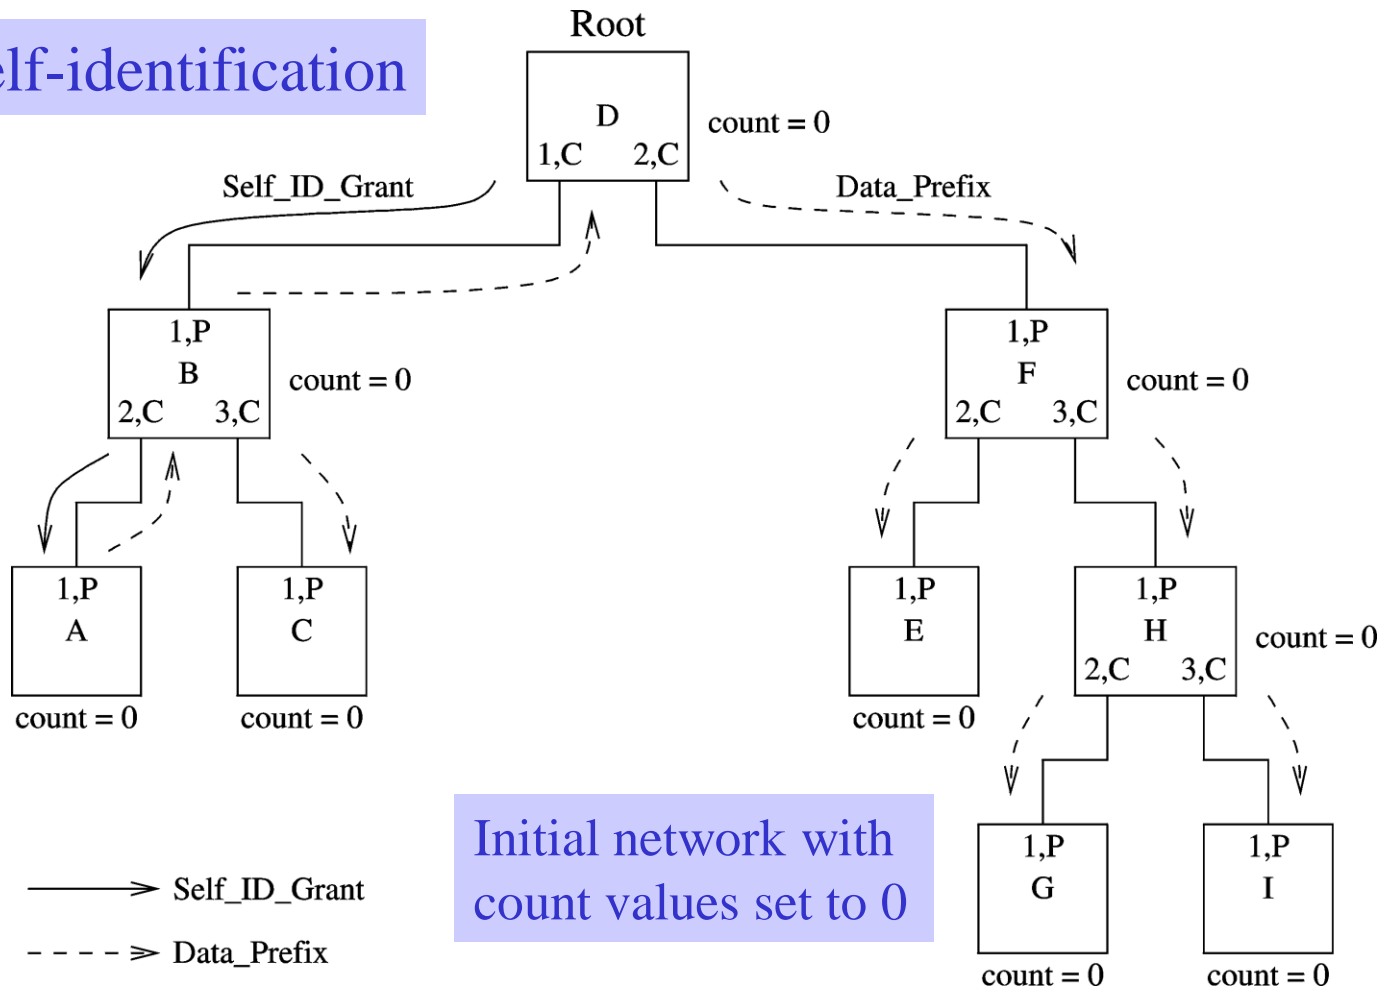 Root
elf-identification
D
count = 0
1,C 2,C
Self_ID_Grant
Data_Prefix
1,P
B
count = 0
2,C 3,C
1,P
F
count = 0
2,C 3,C
1,P
A
count = 0
1,P
C
count = 0
1,P
E
count = 0
1,P
H
count = 0
2,C 3,C
Initial network with
count values set to 0
1,P
G
count = 0
1,P
I
count = 0
Self_ID_Grant
Data_Prefix